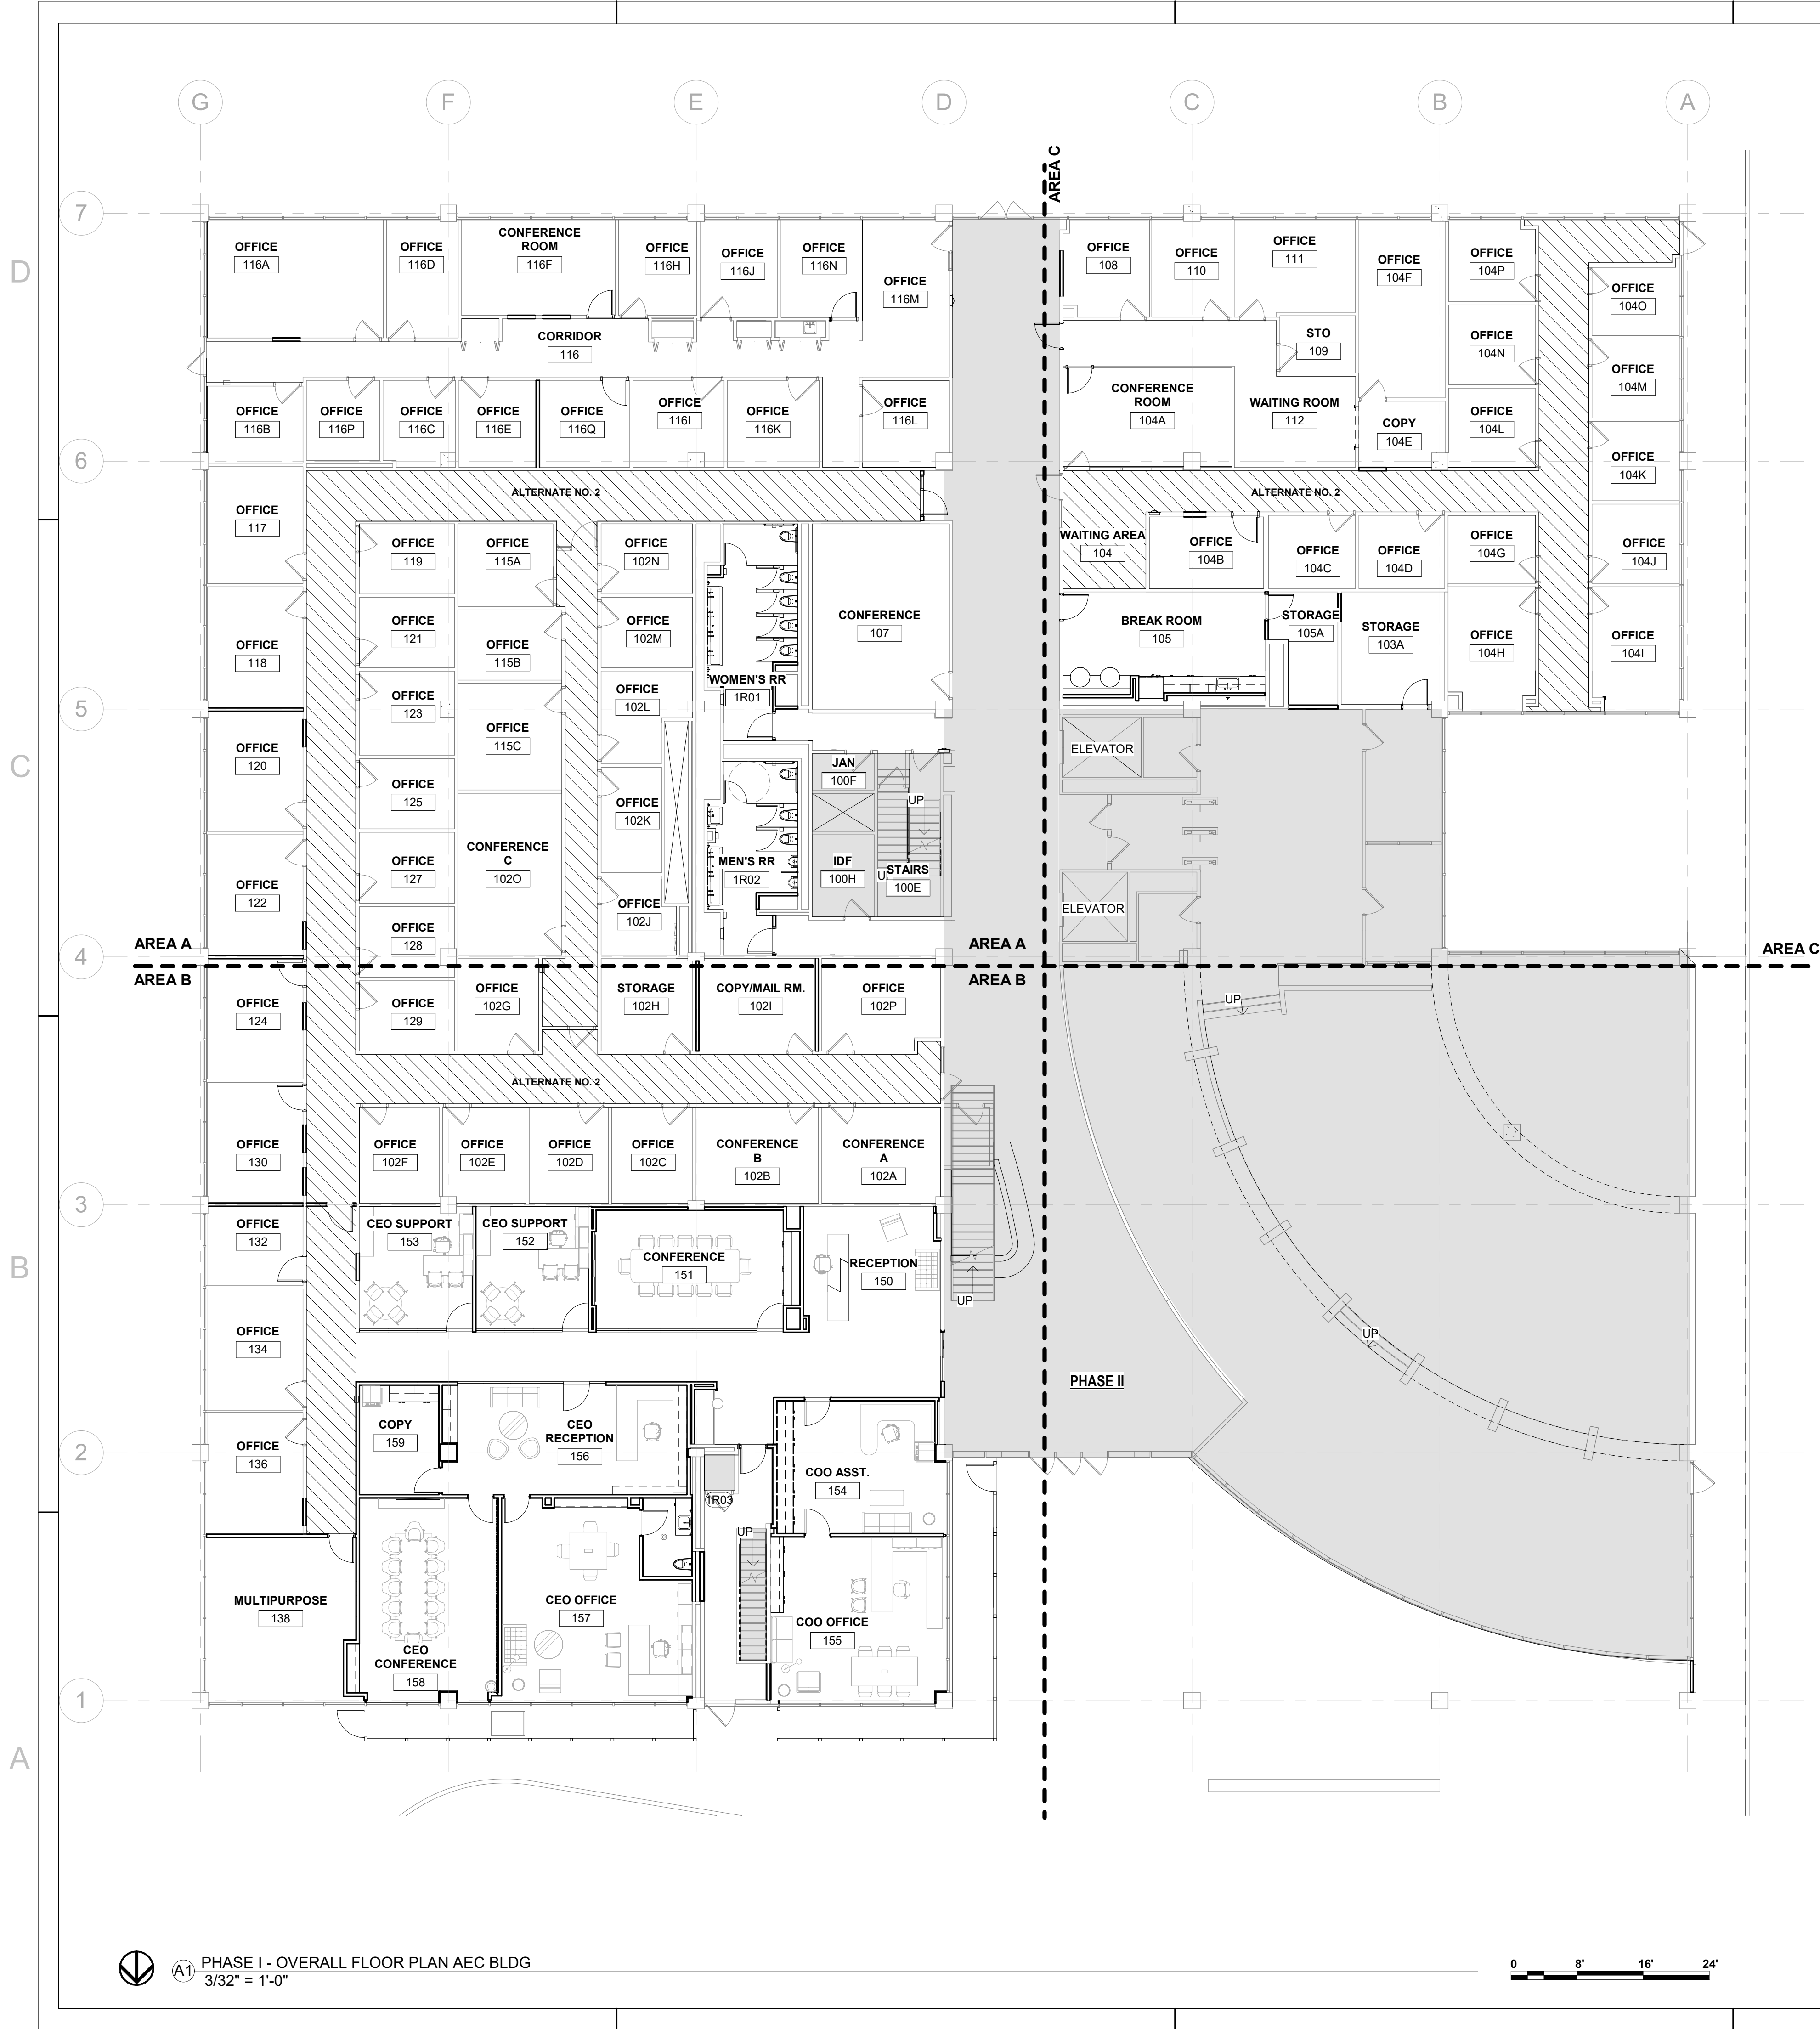 G
F
E
D
C
B
A
AREA C
7
D
OFFICE
116A
OFFICE
116D
CONFERENCE
ROOM
116F
OFFICE
116H
OFFICE
116J
OFFICE
116N
OFFICE
116M
OFFICE
108
OFFICE
110
OFFICE
111
OFFICE
104F
OFFICE
104P
OFFICE
104O
CORRIDOR
116
STO
109
OFFICE
104N
OFFICE
104M
OFFICE
116B
OFFICE
116P
OFFICE
116C
OFFICE
116E
OFFICE
116Q
OFFICE
116I
OFFICE
116K
OFFICE
116L
CONFERENCE
ROOM
104A
WAITING ROOM
112
COPY
104E
OFFICE
104L
OFFICE
104K
6
ALTERNATE NO. 2
ALTERNATE NO. 2
OFFICE
117
OFFICE
119
OFFICE
115A
OFFICE
102N
WAITING AREA
104
OFFICE
104B
OFFICE
104C
OFFICE
104D
OFFICE
104G
OFFICE
104J
OFFICE
118
OFFICE
121
OFFICE
115B
OFFICE
102M
CONFERENCE
107
BREAK ROOM
105
STORAGE
105A
STORAGE
103A
OFFICE
104H
OFFICE
104I
WOMEN'S RR
1R01
5
OFFICE
123
OFFICE
102L
OFFICE
115C
C
OFFICE
120
JAN
100F
ELEVATOR
UP
OFFICE
125
OFFICE
102K
CONFERENCE
C
102O
OFFICE
122
OFFICE
127
MEN'S RR
1R02
IDF
100H
U
STAIRS
100E
ELEVATOR
OFFICE
128
OFFICE
102J
4
AREA A
AREA A
AREA C
AREA B
AREA B
OFFICE
124
OFFICE
129
OFFICE
102G
STORAGE
102H
COPY/MAIL RM.
102I
OFFICE
102P
UP
ALTERNATE NO. 2
OFFICE
130
OFFICE
102F
OFFICE
102E
OFFICE
102D
OFFICE
102C
CONFERENCE
B
102B
CONFERENCE
A
102A
3
B
OFFICE
132
CEO SUPPORT
153
CEO SUPPORT
152
CONFERENCE
151
RECEPTION
150
UP
OFFICE
134
UP
PHASE II
2
OFFICE
136
COPY
159
CEO
RECEPTION
156
COO ASST.
154
1R03
UP
MULTIPURPOSE
138
CEO OFFICE
157
COO OFFICE
155
CEO
CONFERENCE
158
1
A
A1
PHASE I - OVERALL FLOOR PLAN AEC BLDG
3/32" = 1'-0"
0 8' 16' 24'